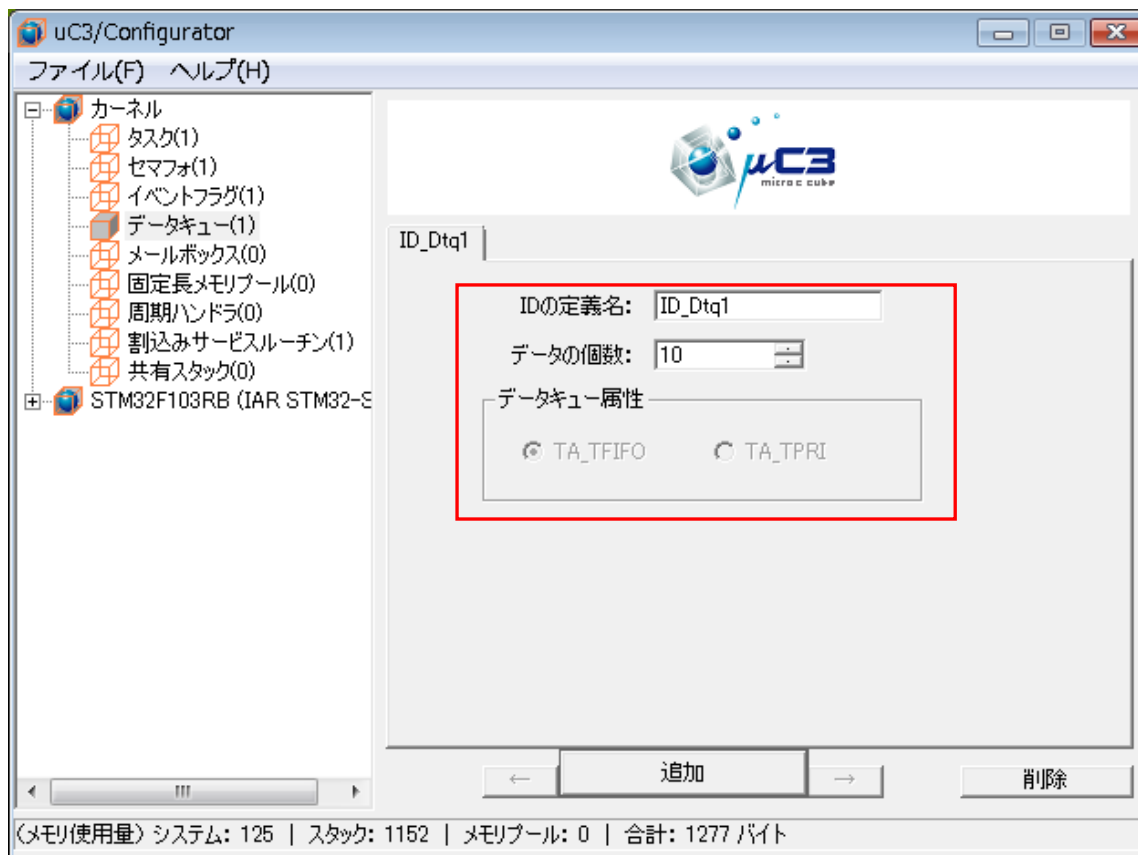 uC3/Configurator
ファイル(F) ヘルプ(H)
カーネル
タスク(1)
セマフォ(1)
イベントフラグ(1)
データキュー(1)
メールボックス(0)
固定長メモリプール(0)
周期ハンドラ(0)
割込みサービスルーチン(1)
共有スタック(0)
STM32F103RB (IAR STM32-S
μC3
micro c cube
ID_Dtq1
IDの定義名: ID_Dtq1
データの個数: 10
データキュー属性
TA_TFIFO TA_TPRI
← 追加 → 削除
(メモリ使用量) システム: 125 | スタック: 1152 | メモリプール: 0 | 合計: 1277 バイト